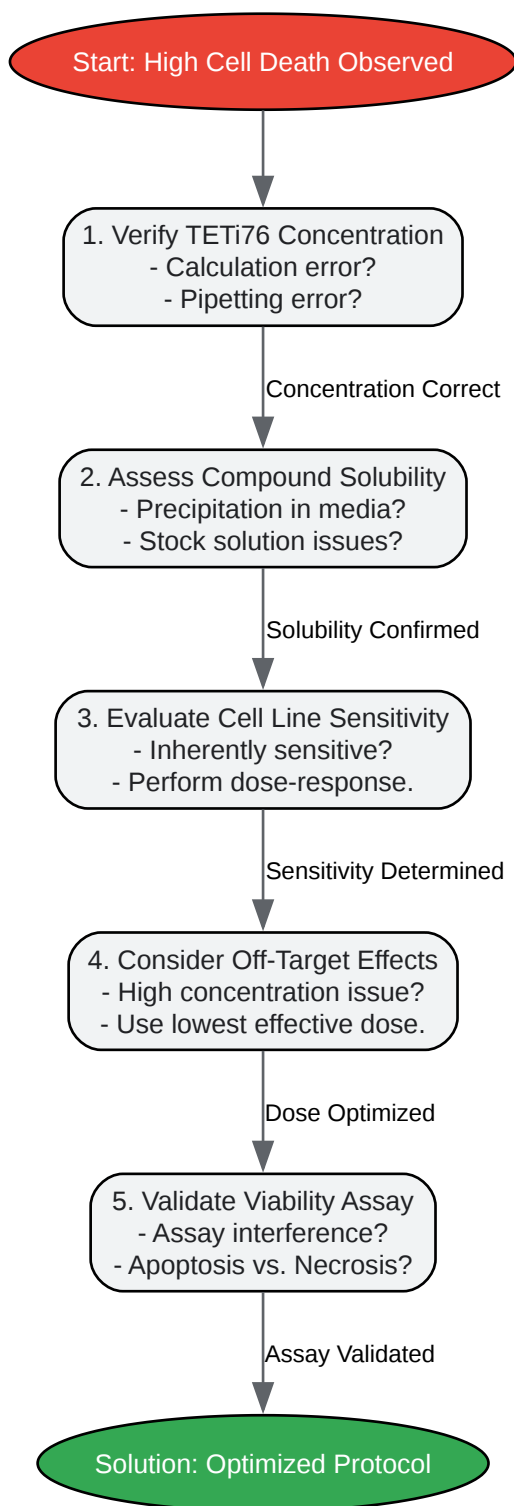 Start: High Cell Death Observed
1. Verify TETi76 Concentration
- Calculation error?
- Pipetting error?
Concentration Correct
2. Assess Compound Solubility
- Precipitation in media?
- Stock solution issues?
Solubility Confirmed
3. Evaluate Cell Line Sensitivity
- Inherently sensitive?
- Perform dose-response.
Sensitivity Determined
4. Consider Off-Target Effects
- High concentration issue?
- Use lowest effective dose.
Dose Optimized
5. Validate Viability Assay
- Assay interference?
- Apoptosis vs. Necrosis?
Assay Validated
Solution: Optimized Protocol